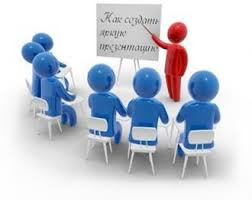 Как создать
яркую
презентацию